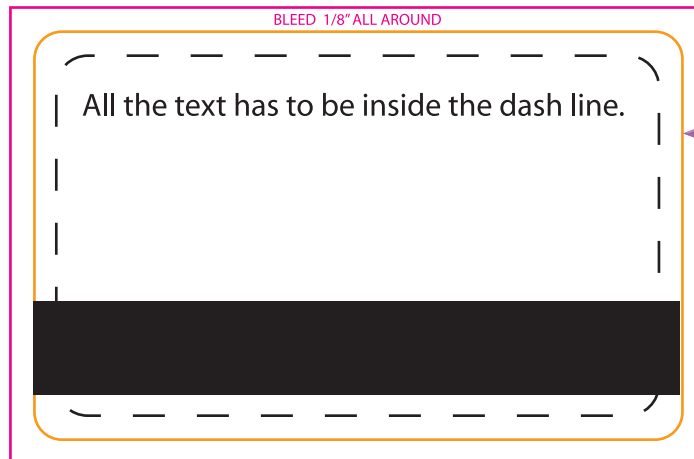 BLEED 1/8" ALL AROUND
All the text has to be inside the dash line.